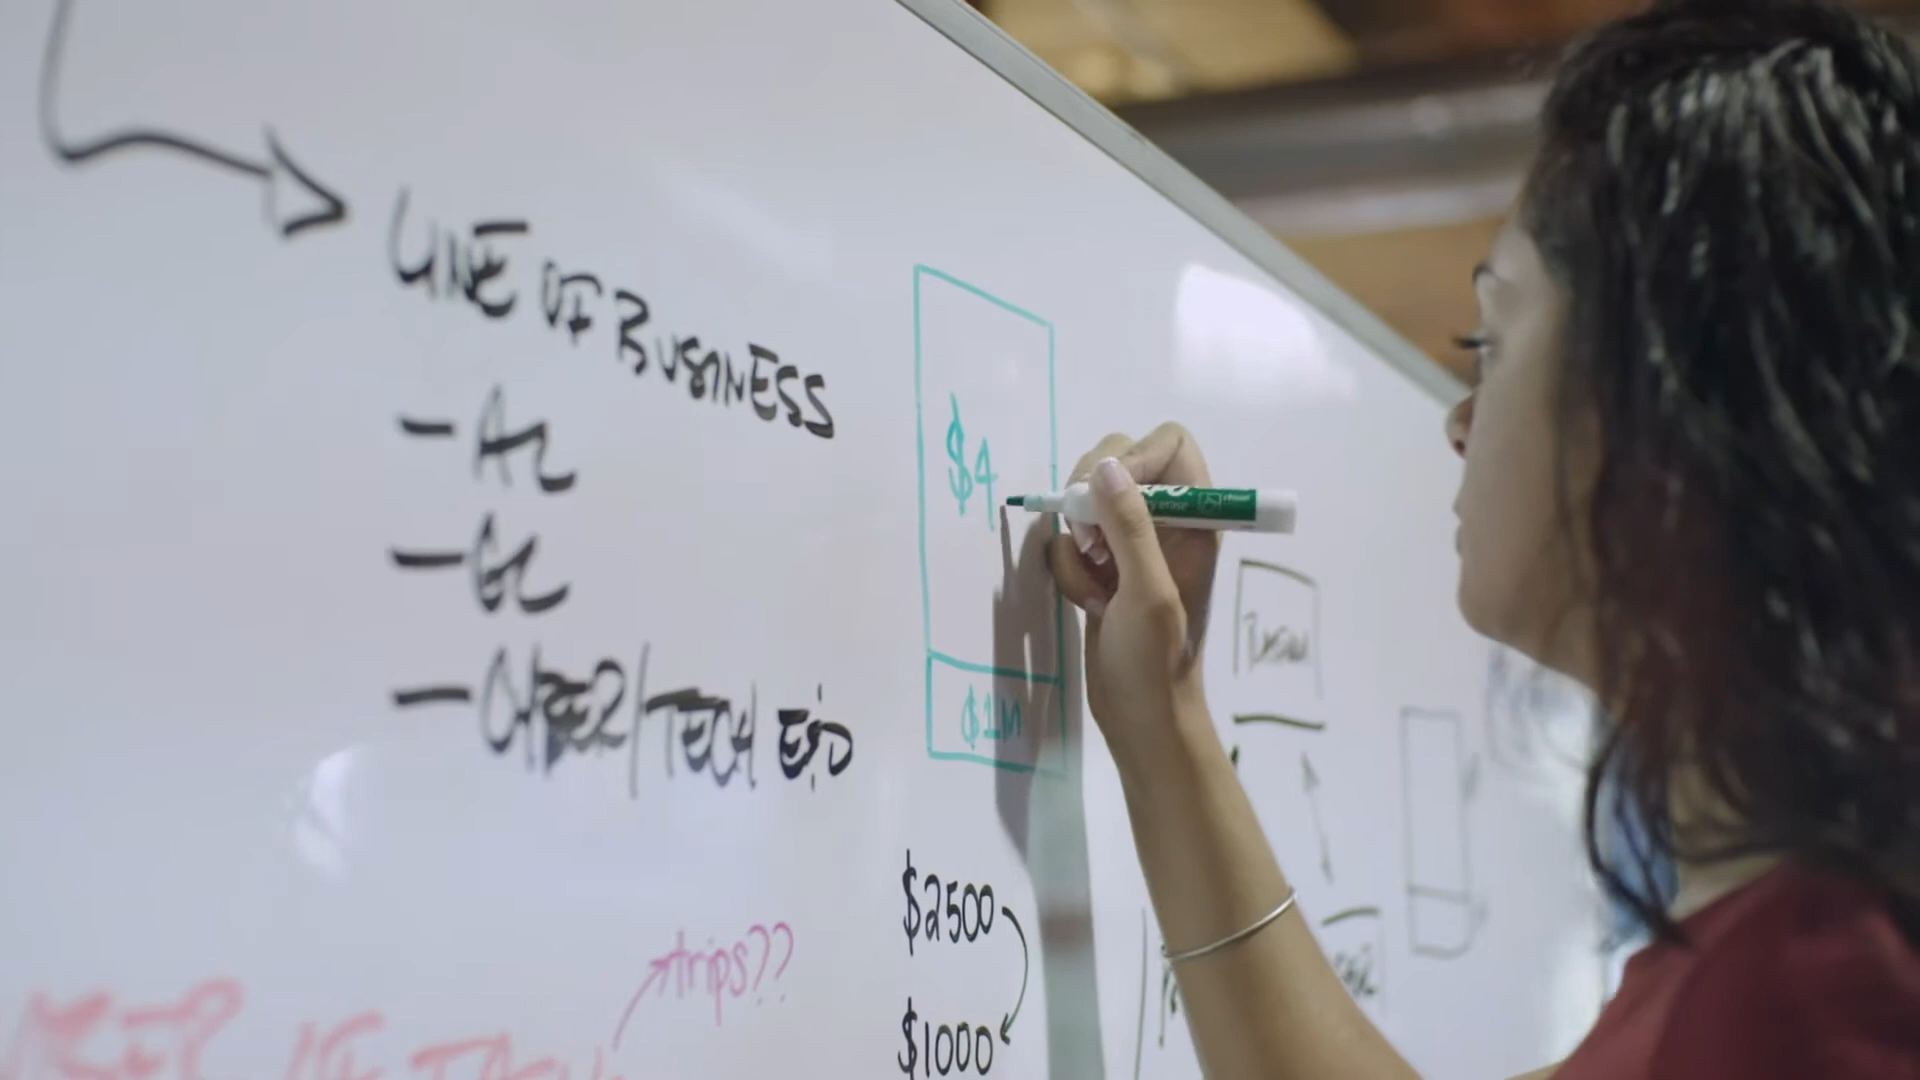 LINE OF BUSINESS
- AL
- GL
- CYBER/TECH E&O
$4
$1M
$2500
$1000
trips??